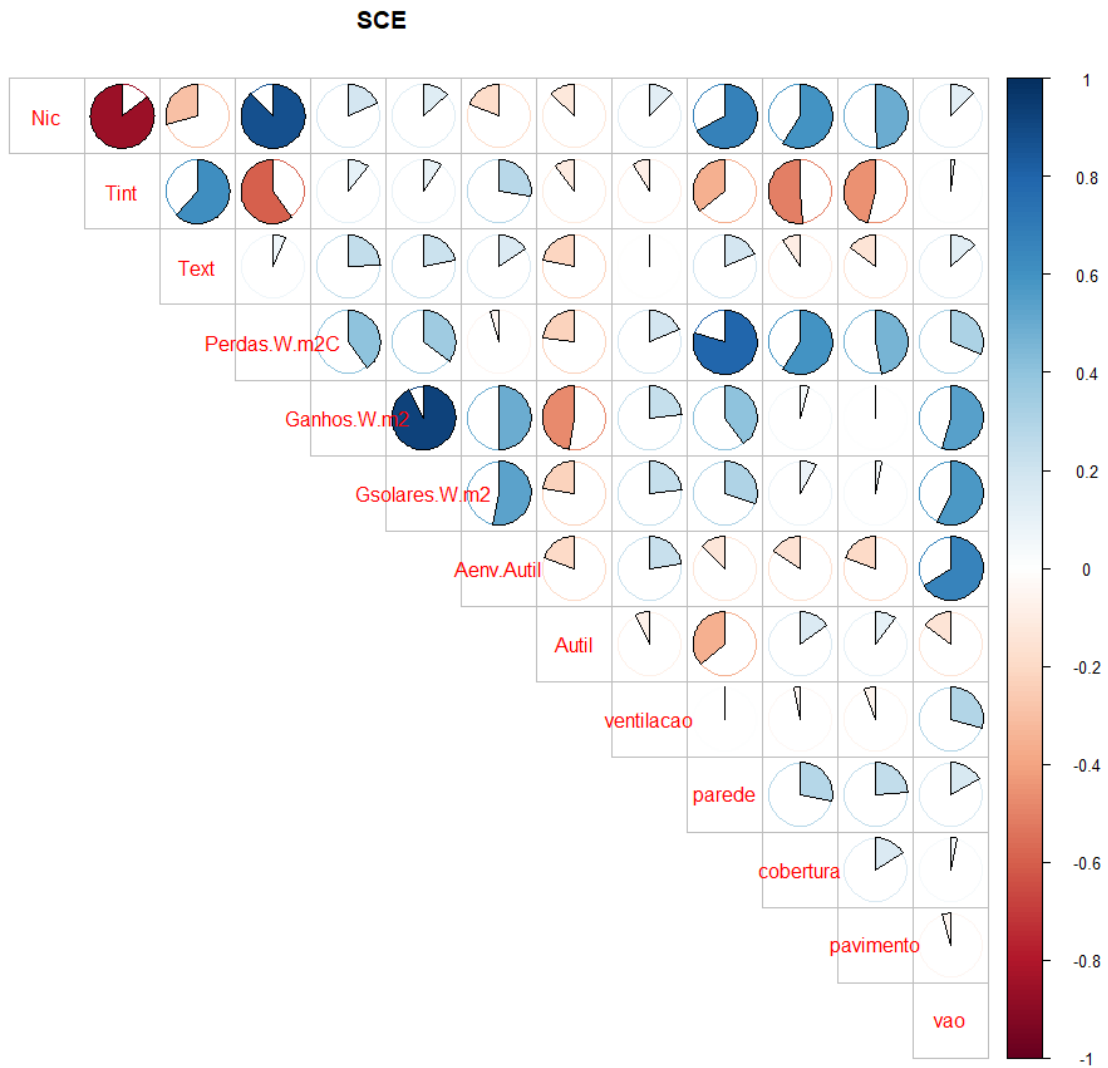 SCE
Nic
Tint
Text
Perdas.W.m2C
Ganhos.W.m2
Gsolares.W.m2
Aenv.Autil
Autil
ventilacao
parede
cobertura
pavimento
vao
1
0.8
0.6
0.4
0.2
0
-0.2
-0.4
-0.6
-0.8
-1